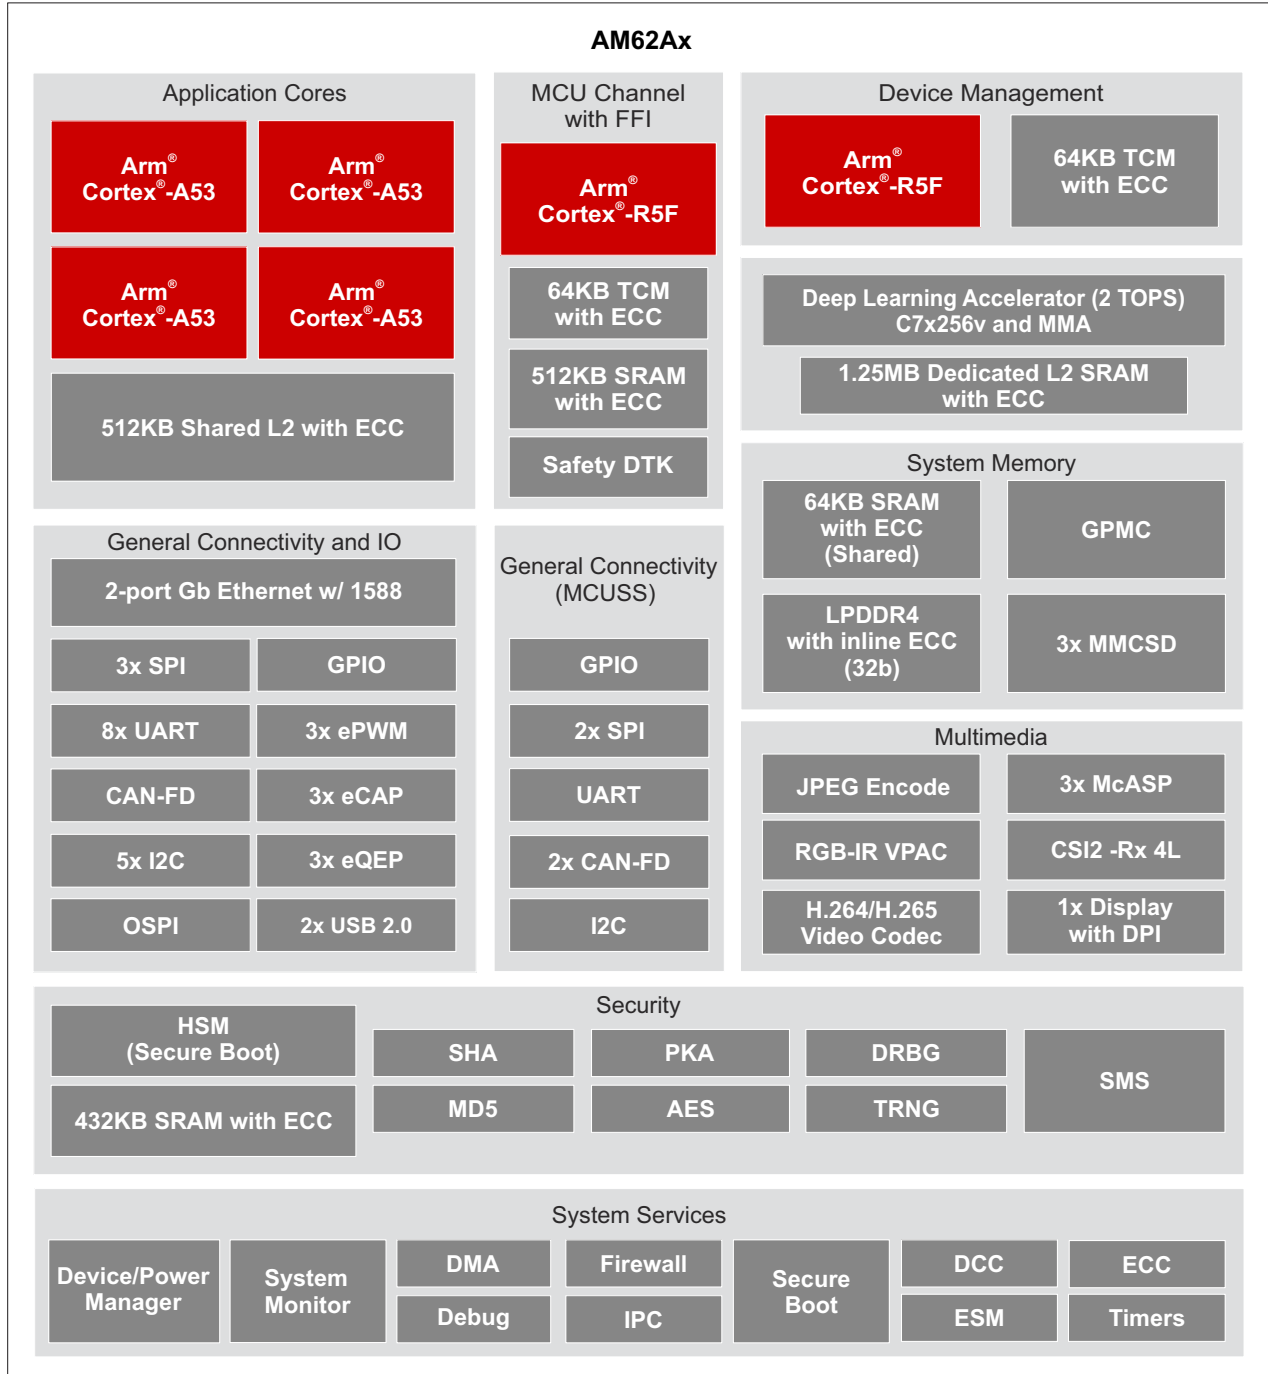 AM62Ax
Application Cores
Arm®
Cortex®-A53
Arm®
Cortex®-A53
Arm®
Cortex®-A53
Arm®
Cortex®-A53
512KB Shared L2 with ECC
MCU Channel
with FFI
Arm®
Cortex®-R5F
64KB TCM
with ECC
512KB SRAM
with ECC
Safety DTK
Device Management
Arm®
Cortex®-R5F
64KB TCM
with ECC
Deep Learning Accelerator (2 TOPS)
C7x256v and MMA
1.25MB Dedicated L2 SRAM
with ECC
System Memory
64KB SRAM
with ECC
(Shared)
GPMC
LPDDR4
with inline ECC
(32b)
3x MMCSD
General Connectivity and IO
2-port Gb Ethernet w/ 1588
3x SPI
GPIO
8x UART
3x ePWM
CAN-FD
3x eCAP
5x I2C
3x eQEP
OSPI
2x USB 2.0
General Connectivity
(MCUSS)
GPIO
2x SPI
UART
2x CAN-FD
I2C
Multimedia
JPEG Encode
3x McASP
RGB-IR VPAC
CSI2 -Rx 4L
H.264/H.265
Video Codec
1x Display
with DPI
Security
HSM
(Secure Boot)
432KB SRAM with ECC
SHA
PKA
DRBG
MD5
AES
TRNG
SMS
System Services
Device/Power
Manager
System
Monitor
DMA
Debug
Firewall
IPC
Secure
Boot
DCC
ESM
ECC
Timers